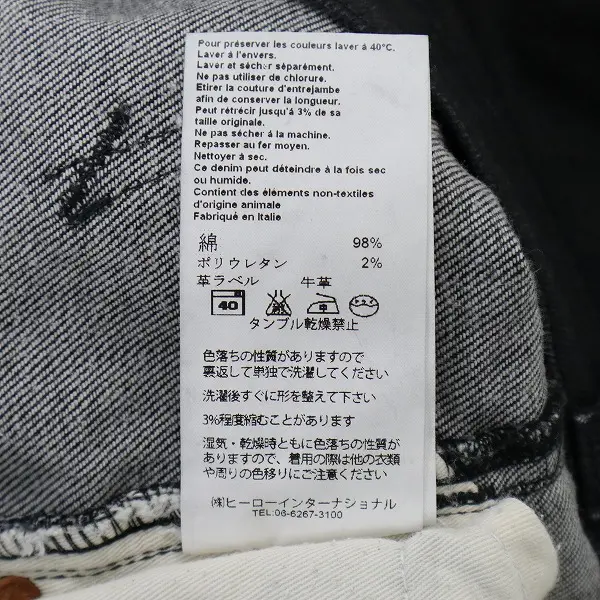 Pour préserver les couleurs laver à 40°C.
Laver à l'envers.
Laver et sécher séparément.
Ne pas utiliser de chlorure.
Etirer la couture d'entrejambe
afin de conserver la longueur.
Peut rétrécir jusqu'à 3% de sa
taille originale.
Ne pas sécher à la machine.
Repasser au fer moyen.
Nettoyer à sec.
Ce denim peut déteindre à la fois sec
ou humide.
Contient des éléments non-textiles
d'origine animale
Fabriqué en Italie
綿 98%
ポリウレタン 2%
革ラベル 牛革
40 中
タンブル乾燥禁止
色落ちの性質がありますので
裏返して単独で洗濯してください
洗濯後すぐに形を整えて下さい
3%程度縮むことがあります
湿気・乾燥時ともに色落ちの性質が
ありますので、着用の際は他の衣類
や周りの色移りにご注意ください
㈱ヒーローインターナショナル
TEL:06-6267-3100